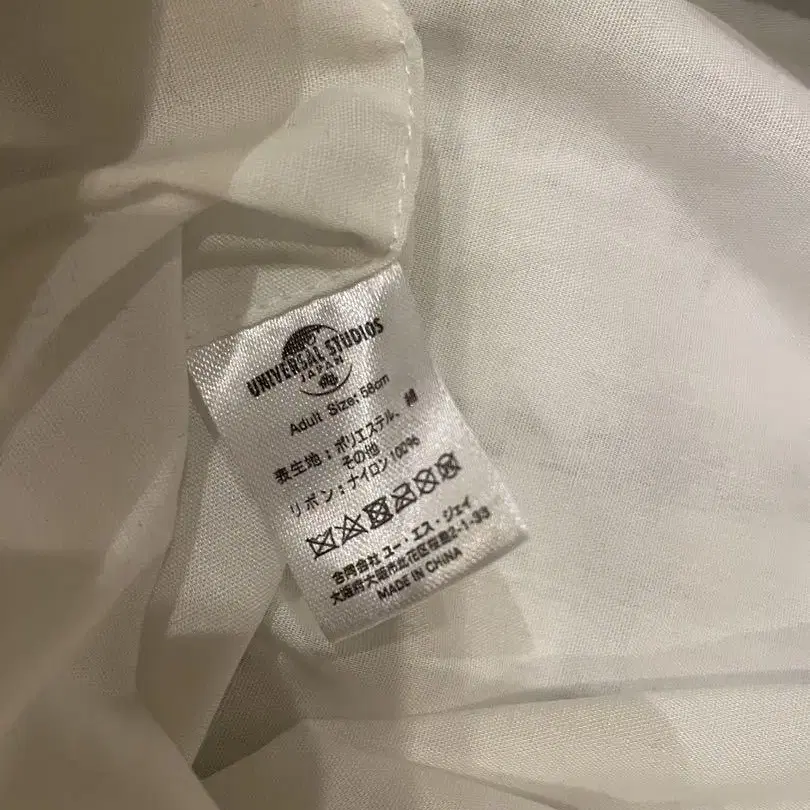 UNIVERSAL STUDIOS
JAPAN
Adult Size: 58cm
表生地：ポリエステル、綿
その他
リボン：ナイロン100%
合同会社 ユー・エス・ジェイ
大阪府大阪市此花区桜島2-1-33
MADE IN CHINA